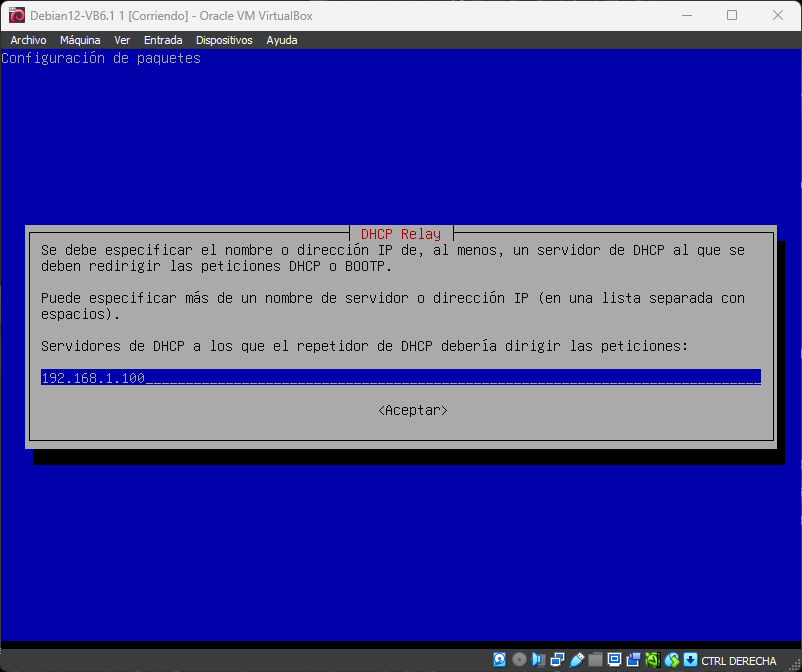 Debian12-VB6.1 1 [Corriendo] - Oracle VM VirtualBox
Archivo Máquina Ver Entrada Dispositivos Ayuda
Configuración de paquetes
DHCP Relay
Se debe especificar el nombre o dirección IP de, al menos, un servidor de DHCP al que se
deben redirigir las peticiones DHCP o BOOTP.
Puede especificar más de un nombre de servidor o dirección IP (en una lista separada con
espacios).
Servidores de DHCP a los que el repetidor de DHCP debería dirigir las peticiones:
192.168.1.100
<Aceptar>
CTRL DERECHA